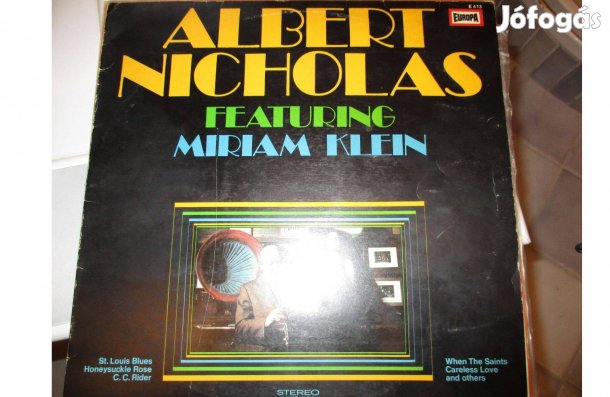 Jófogás
EUROPA
E 473
ALBERT
NICHOLAS
FEATURING
MIRIAM KLEIN
St. Louis Blues
Honeysuckle Rose
C. C. Rider
When The Saints
Careless Love
and others
STEREO